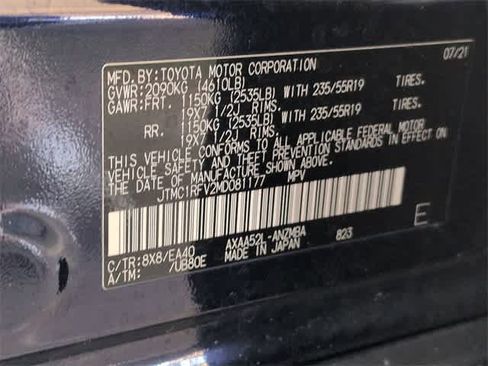 MFD. BY: TOYOTA MOTOR CORPORATION 07/21
GVWR: 2090KG (4610LB)
GAWR: FRT. 1150KG (2535LB) WITH 235/55R19 TIRES.
19X7 1/2J RIMS.
RR. 1150KG (2535LB) WITH 235/55R19 TIRES.
19X7 1/2J RIMS.
THIS VEHICLE CONFORMS TO ALL APPLICABLE FEDERAL MOTOR
VEHICLE SAFETY AND BUMPER STANDARDS IN EFFECT ON
THE DATE OF MANUFACTURE SHOWN ABOVE.
JTMC1RFV2MD081177 MPV
E
C/TR: 8X8/EA40 AXAA52L-ANZMBA 823
A/TM: /UB80E MADE IN JAPAN